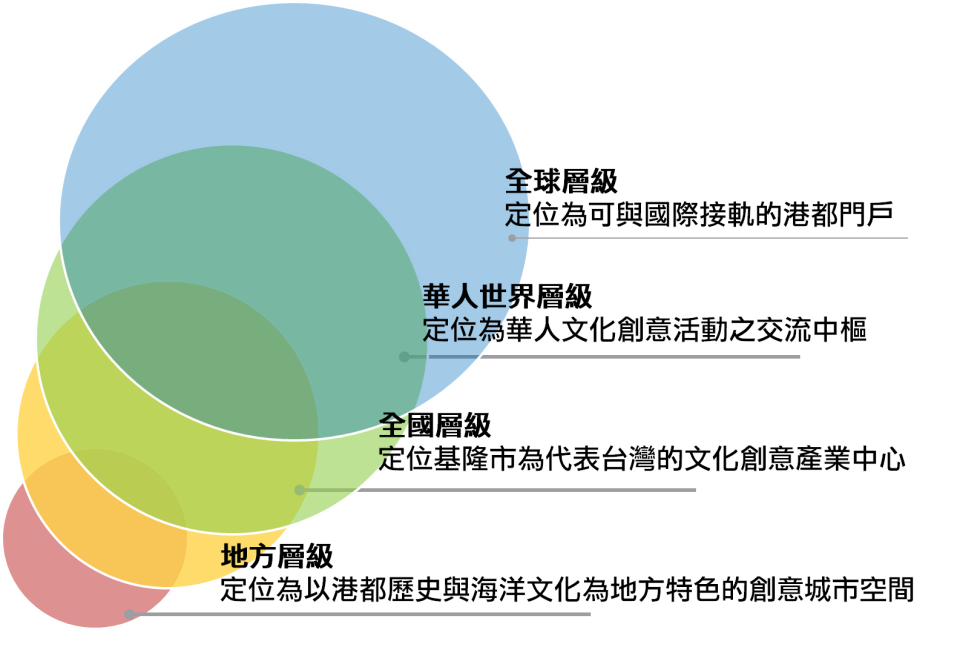 全球層級
定位為可與國際接軌的港都門戶
華人世界層級
定位為華人文化創意活動之交流中樞
全國層級
定位基隆市為代表台灣的文化創意產業中心
地方層級
定位為以港都歷史與海洋文化為地方特色的創意城市空間